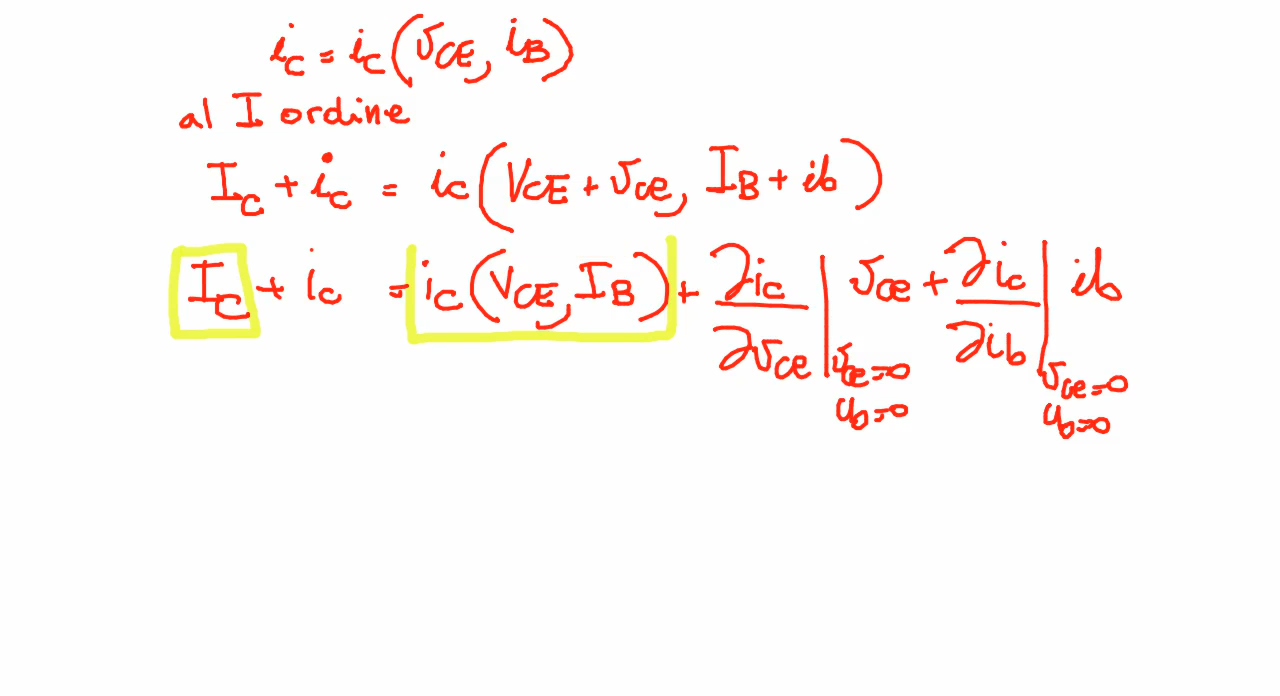 i_C = i_C (v_CE, i_B)
al I ordine
I_C + i_c = i_C (V_CE + v_ce, I_B + ib)
I_C + i_c = i_C (V_CE, I_B) + ∂i_c/∂v_ce |_{v_ce=0, i_b=0} v_ce + ∂i_c/∂i_b |_{v_ce=0, i_b=0} i_b